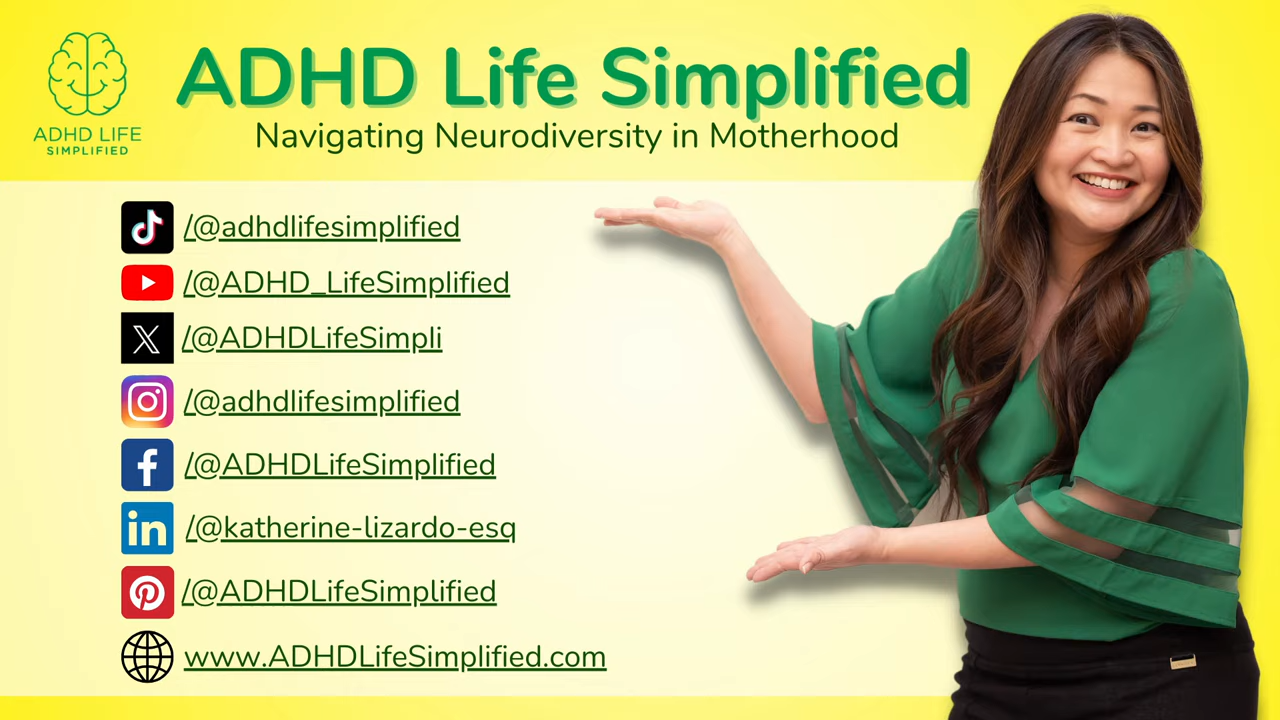 ADHD LIFE
SIMPLIFIED
ADHD Life Simplified
Navigating Neurodiversity in Motherhood
/@adhdlifesimplified
/@ADHD_LifeSimplified
/@ADHDLifeSimpli
/@adhdlifesimplified
/@ADHDLifeSimplified
/@katherine-lizardo-esq
/@ADHDLifeSimplified
www.ADHDLifeSimplified.com